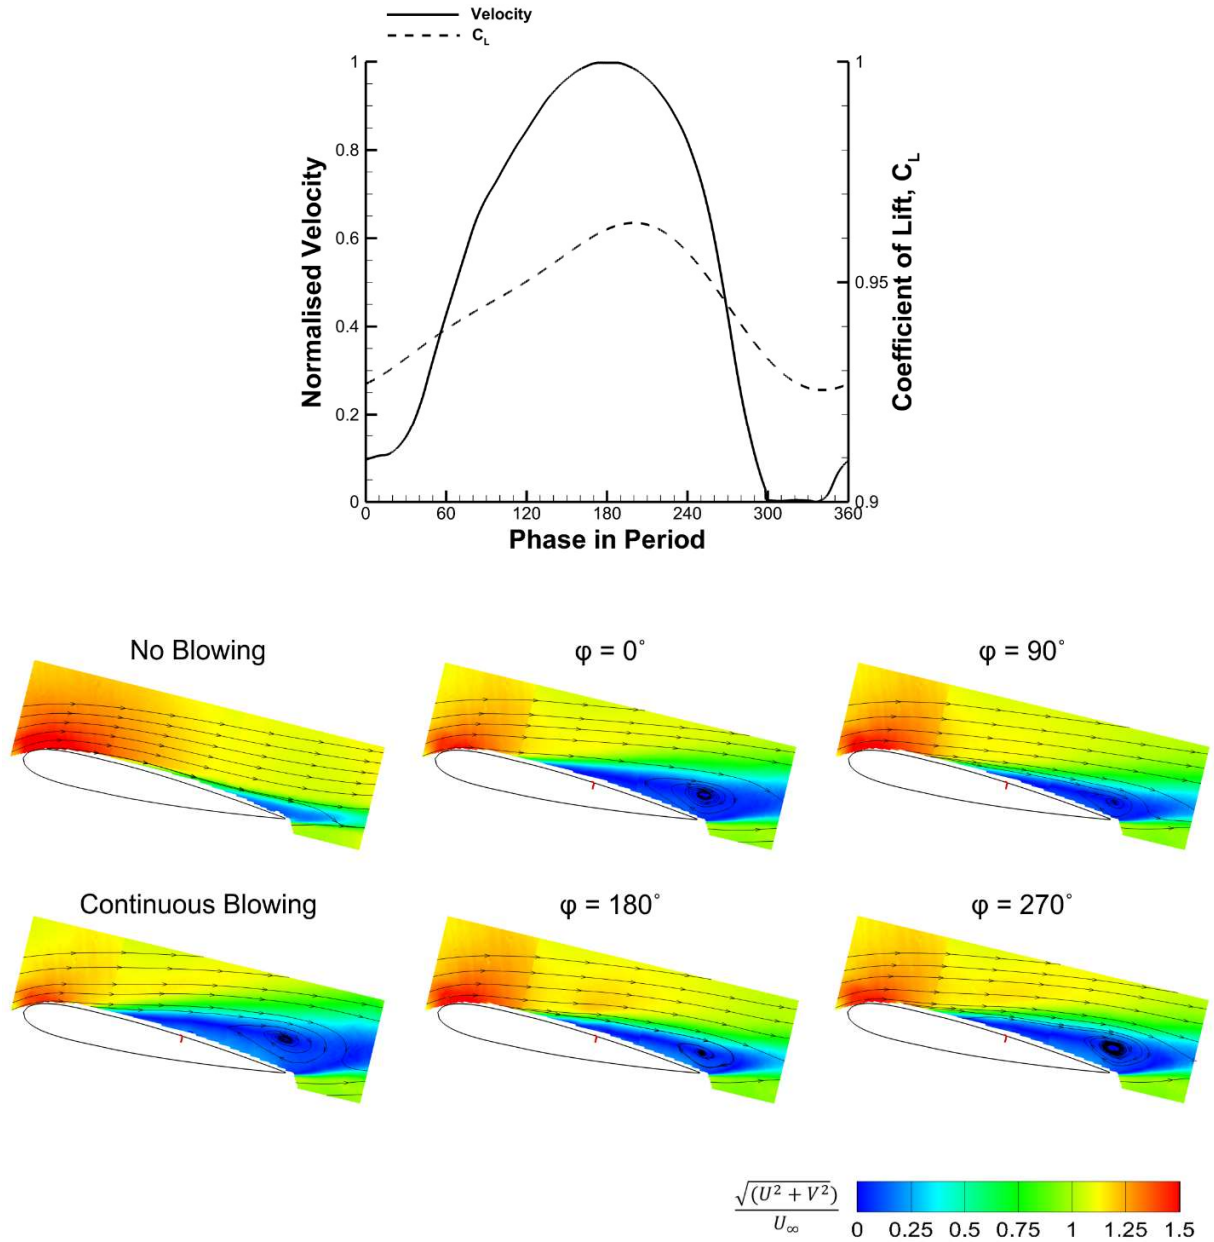 Velocity
C_L
Normalised Velocity
1
0.8
0.6
0.4
0.2
0
1
0.95
0.9
Coefficient of Lift, C_L
0 60 120 180 240 300 360
Phase in Period
No Blowing φ = 0° φ = 90°
Continuous Blowing φ = 180° φ = 270°
√(U² + V²)
U∞
0 0.25 0.5 0.75 1 1.25 1.5